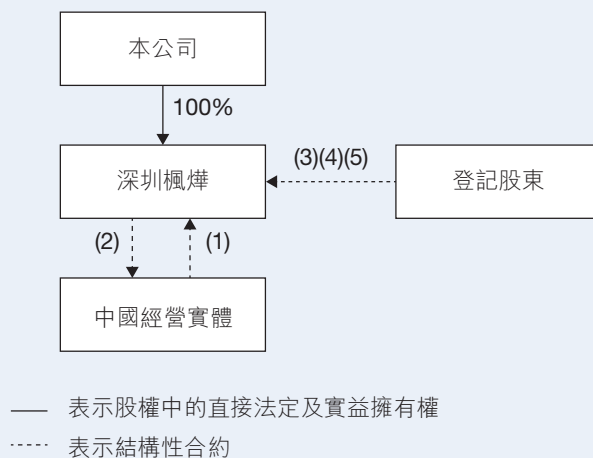 本公司
100%
深圳楓燁
(3)(4)(5)
登記股東
(2)
(1)
中國經營實體
表示股權中的直接法定及實益擁有權
表示結構性合約